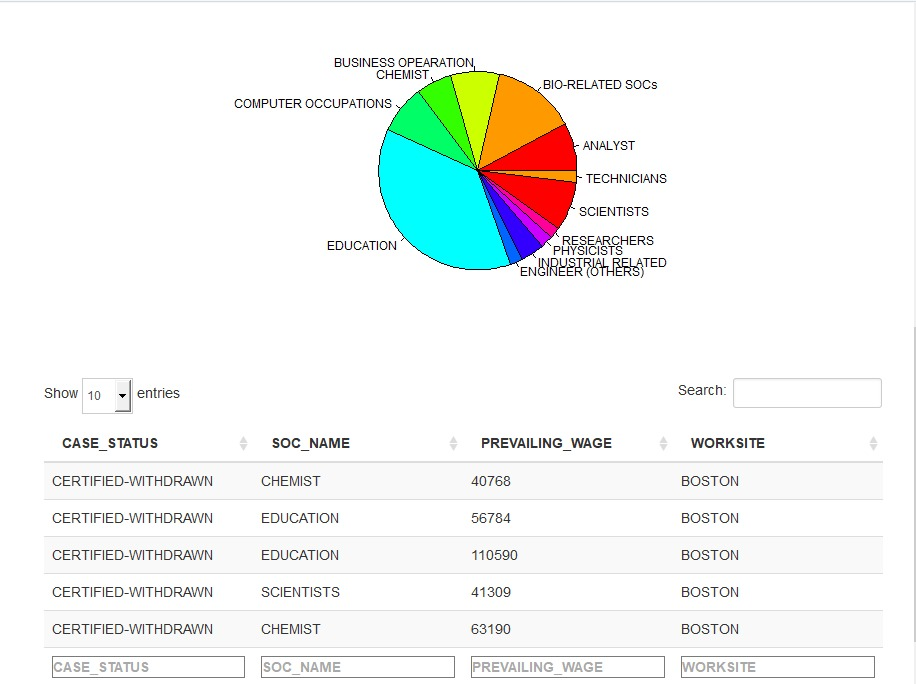 BUSINESS OPEARATION
CHEMIST
BIO-RELATED SOCs
COMPUTER OCCUPATIONS
ANALYST
TECHNICIANS
SCIENTISTS
RESEARCHERS
EDUCATION
PHYSICISTS
INDUSTRIAL RELATED
ENGINEER (OTHERS)
Show 10 entries Search:
CASE_STATUS SOC_NAME PREVAILING_WAGE WORKSITE
CERTIFIED-WITHDRAWN CHEMIST 40768 BOSTON
CERTIFIED-WITHDRAWN EDUCATION 56784 BOSTON
CERTIFIED-WITHDRAWN EDUCATION 110590 BOSTON
CERTIFIED-WITHDRAWN SCIENTISTS 41309 BOSTON
CERTIFIED-WITHDRAWN CHEMIST 63190 BOSTON
CASE_STATUS SOC_NAME PREVAILING_WAGE WORKSITE